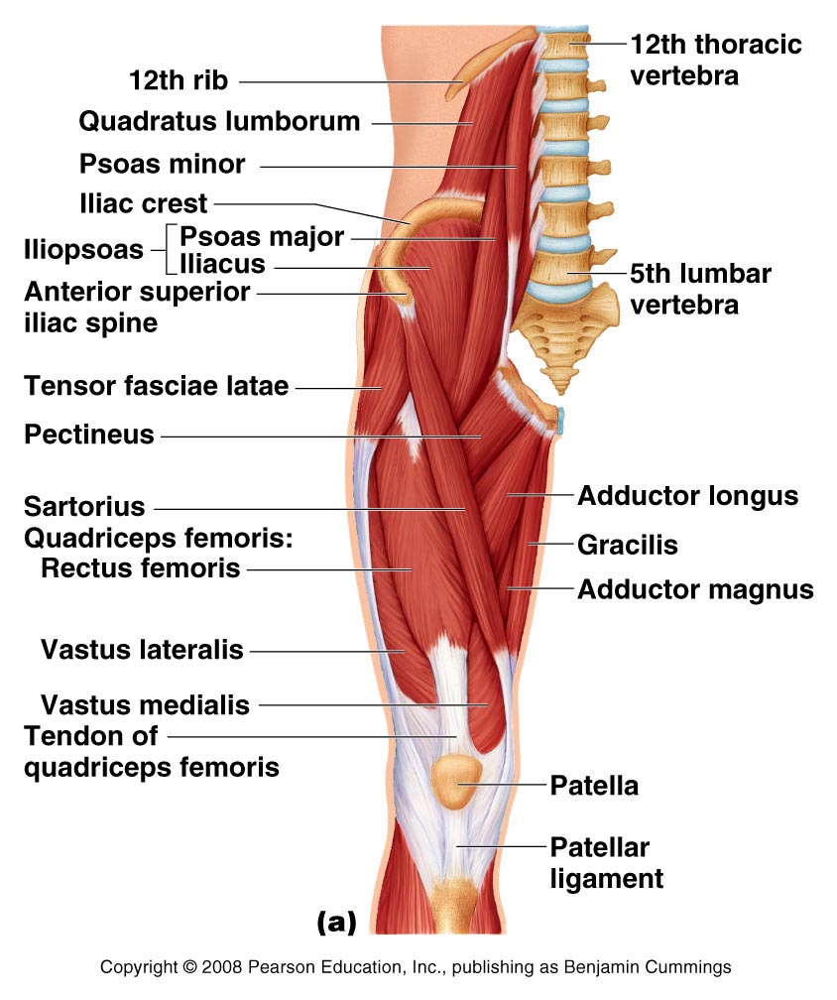 12th thoracic
vertebra
12th rib
Quadratus lumborum
Psoas minor
Iliac crest
Iliopsoas
Psoas major
Iliacus
Anterior superior
iliac spine
5th lumbar
vertebra
Tensor fasciae latae
Pectineus
Sartorius
Quadriceps femoris:
Rectus femoris
Vastus lateralis
Vastus medialis
Tendon of
quadriceps femoris
Adductor longus
Gracilis
Adductor magnus
Patella
Patellar
ligament
(a)
Copyright © 2008 Pearson Education, Inc., publishing as Benjamin Cummings